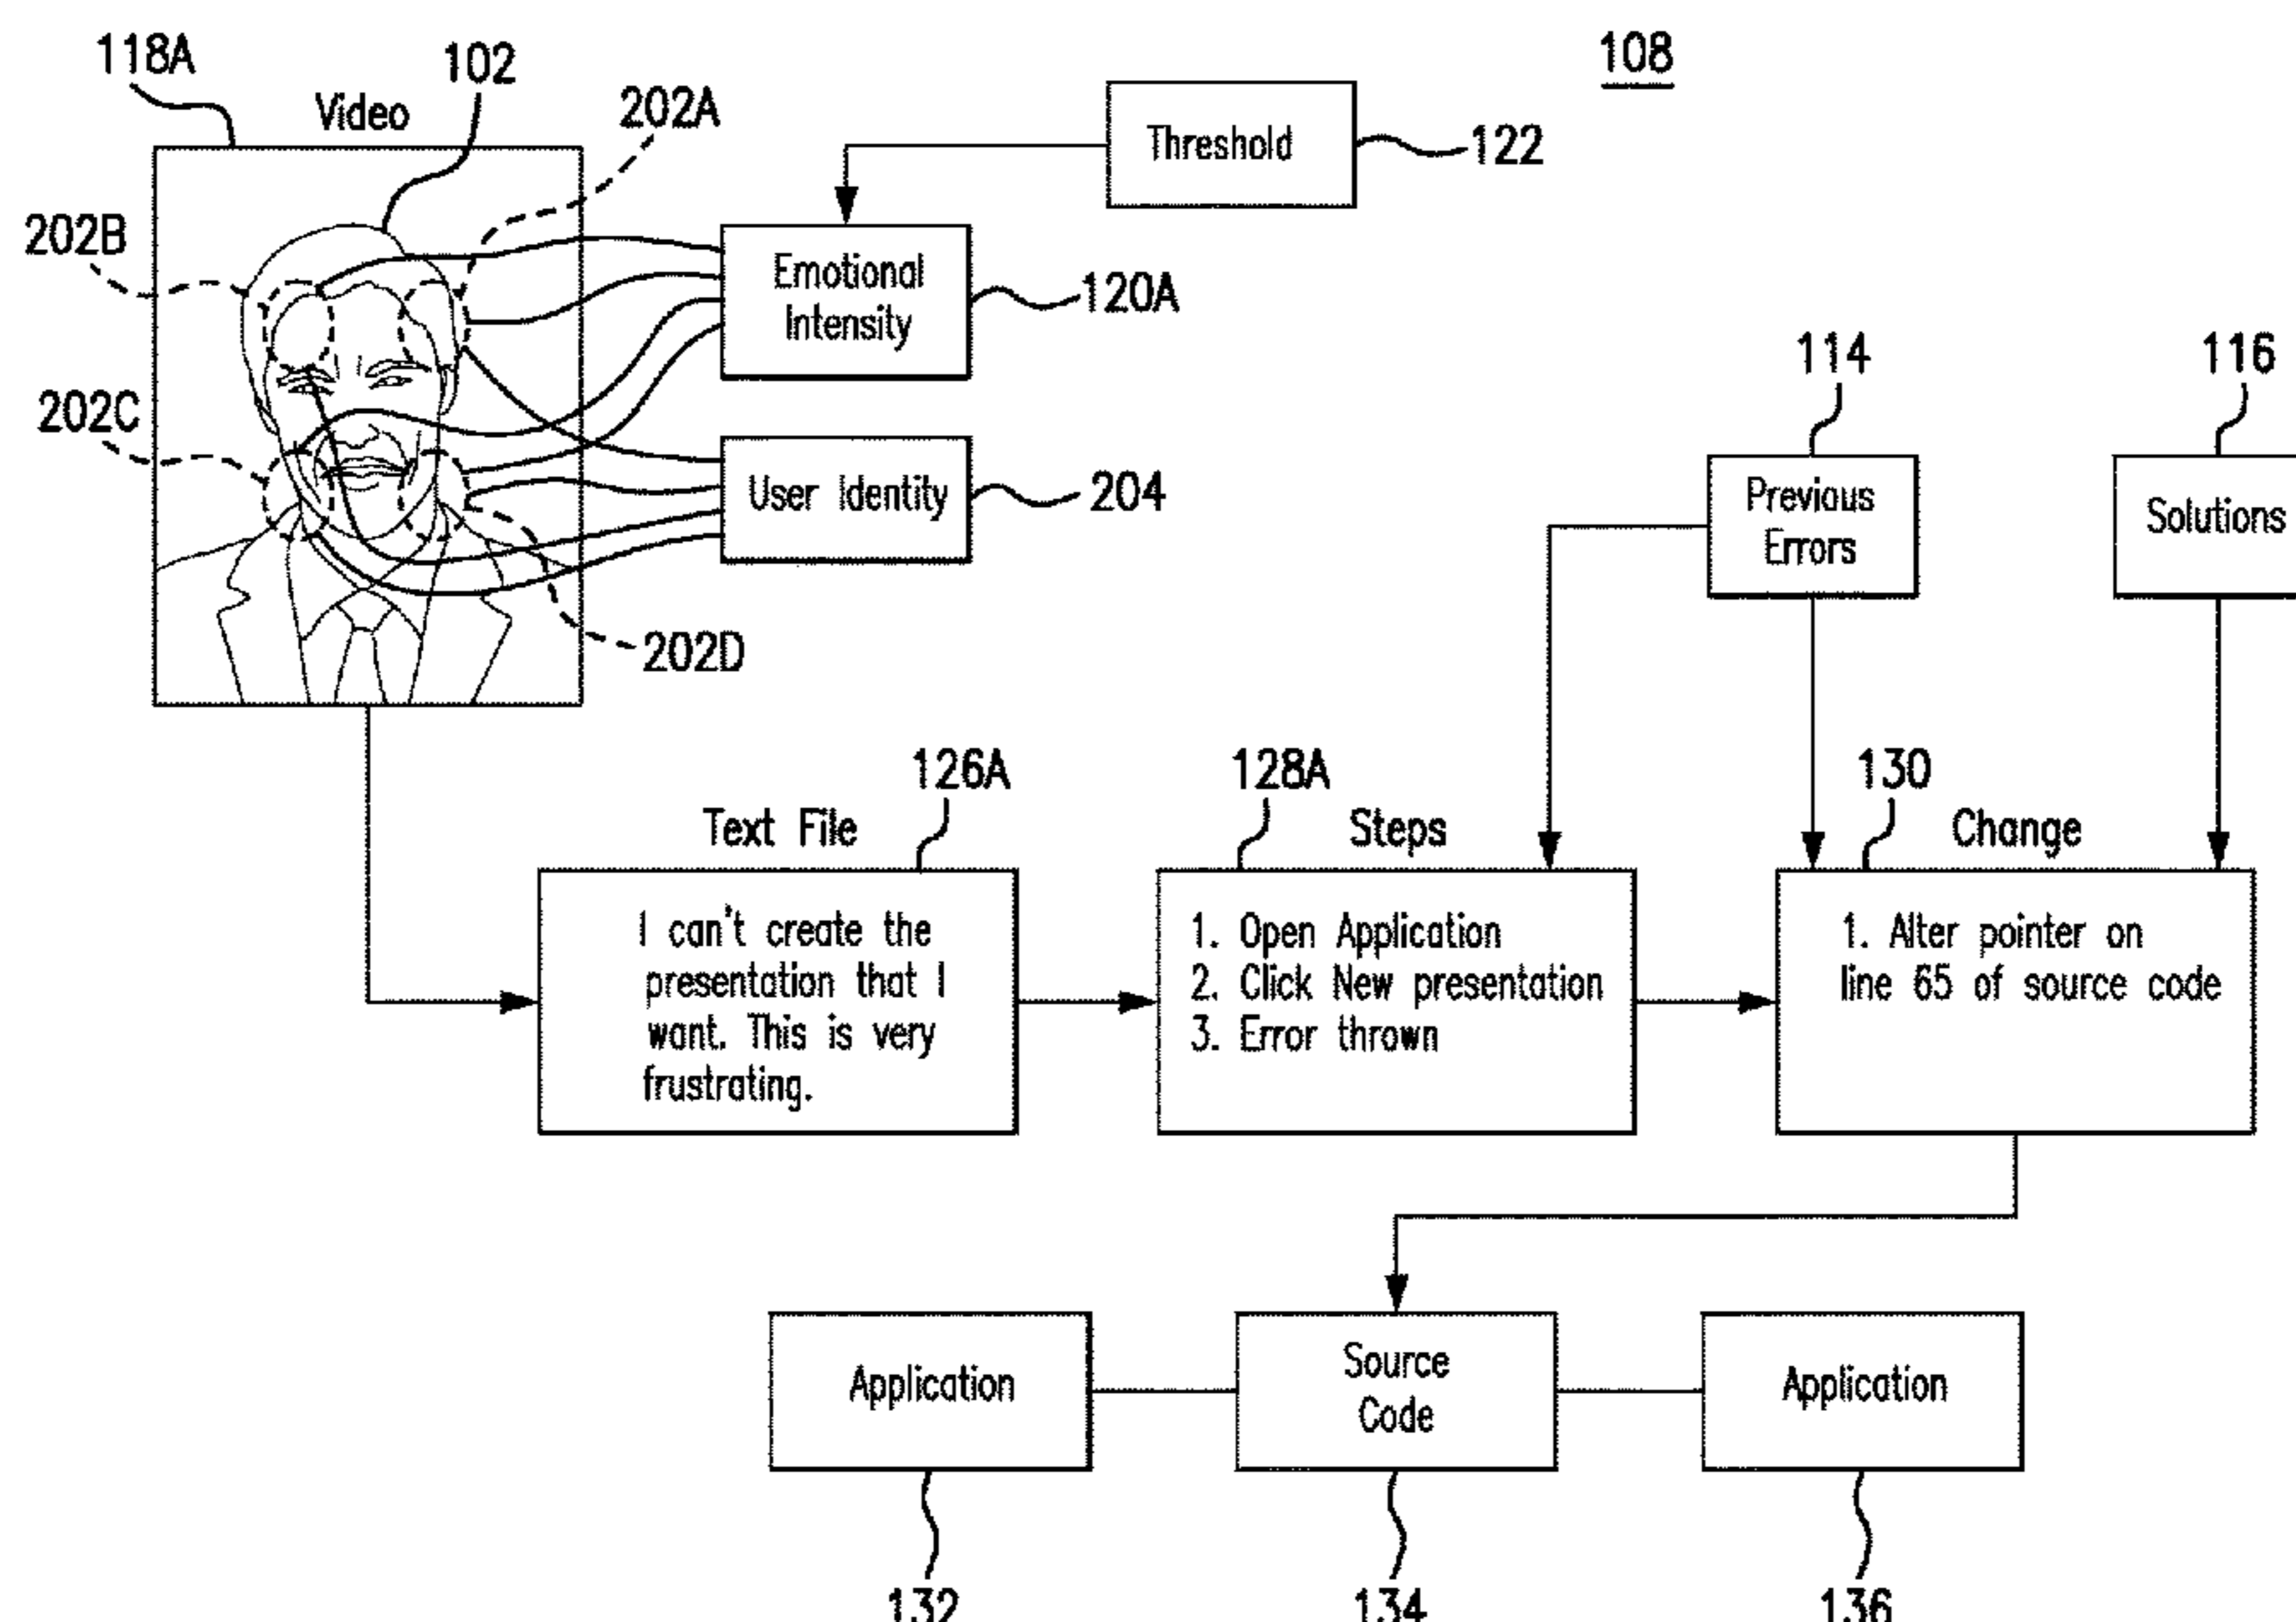 118A
102
108
Video
202A
Threshold
122
202B
Emotional
Intensity
120A
114
116
202C
User Identity
204
Previous
Errors
Solutions
202D
126A
128A
130
Text File
Steps
Change
I can't create the
presentation that I
want. This is very
frustrating.
1. Open Application
2. Click New presentation
3. Error thrown
1. Alter pointer on
line 65 of source code
Application
Source
Code
Application
132
134
136